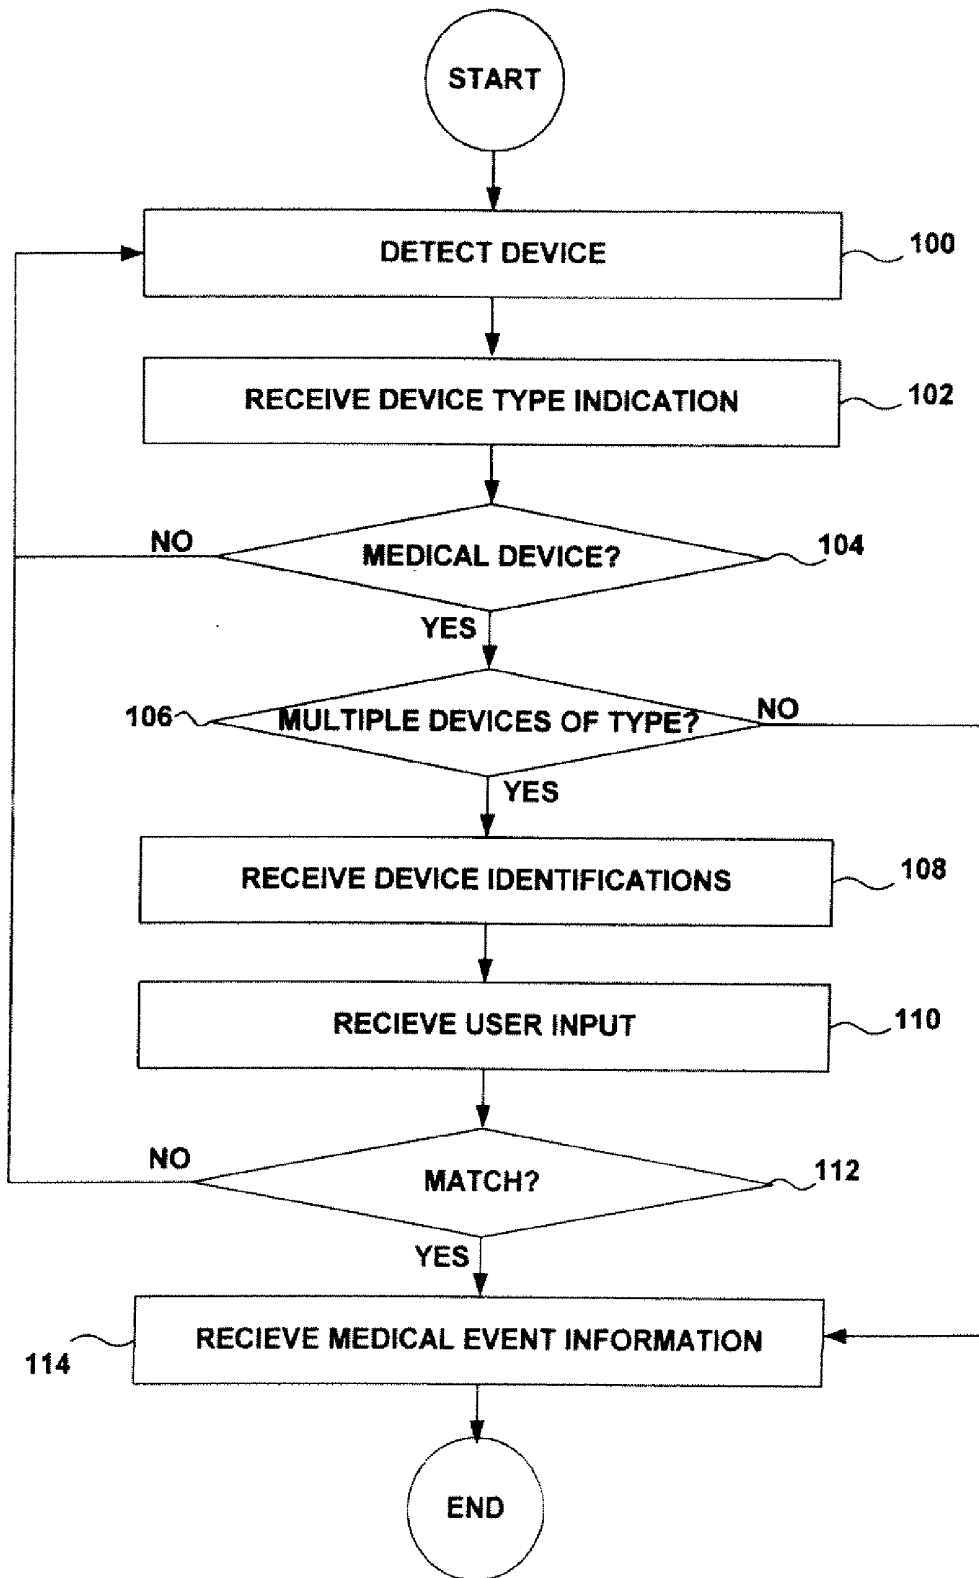 START
DETECT DEVICE
100
RECEIVE DEVICE TYPE INDICATION
102
NO
MEDICAL DEVICE?
104
YES
106
MULTIPLE DEVICES OF TYPE?
NO
YES
RECEIVE DEVICE IDENTIFICATIONS
108
RECIEVE USER INPUT
110
NO
MATCH?
112
YES
RECIEVE MEDICAL EVENT INFORMATION
114
END